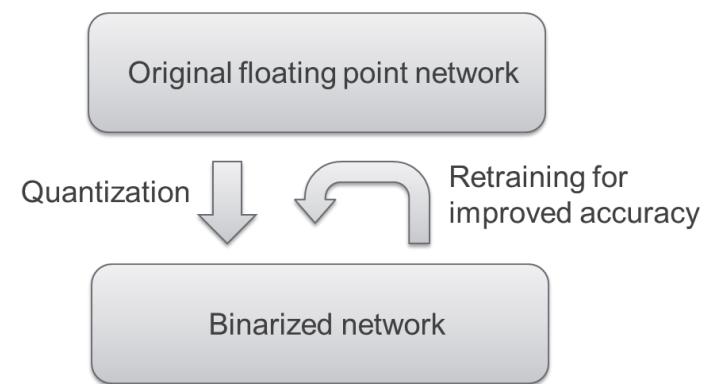 Original floating point network
Quantization
Retraining for
improved accuracy
Binarized network